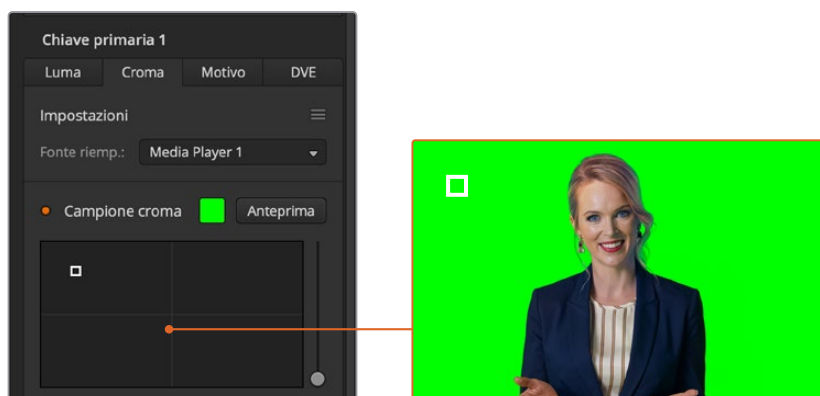 Chiave primaria 1
Luma Croma Motivo DVE
Impostazioni
Fonte riemp.: Media Player 1
Campione croma Anteprima